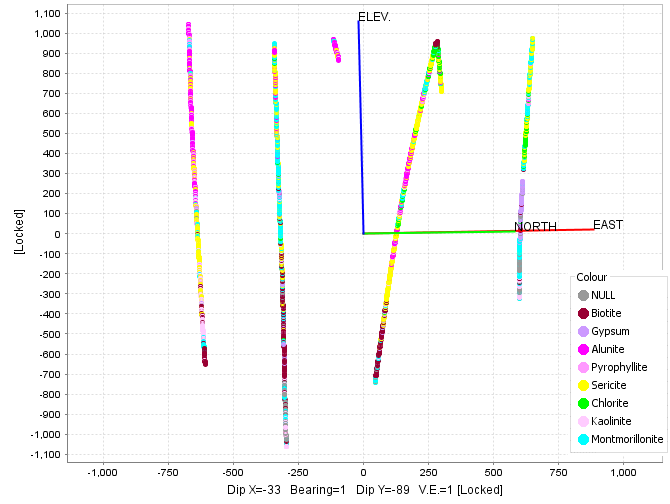 1,100
1,000
900
800
700
600
500
400
300
200
100
0
-100
-200
-300
-400
-500
-600
-700
-800
-900
-1,000
-1,100
[Locked]
ELEV.
NORTH
EAST
Colour
NULL
Biotite
Gypsum
Alunite
Pyrophyllite
Sericite
Chlorite
Kaolinite
Montmorillonite
-1,000 -750 -500 -250 0 250 500 750 1,000
Dip X=-33 Bearing=1 Dip Y=-89 V.E.=1 [Locked]